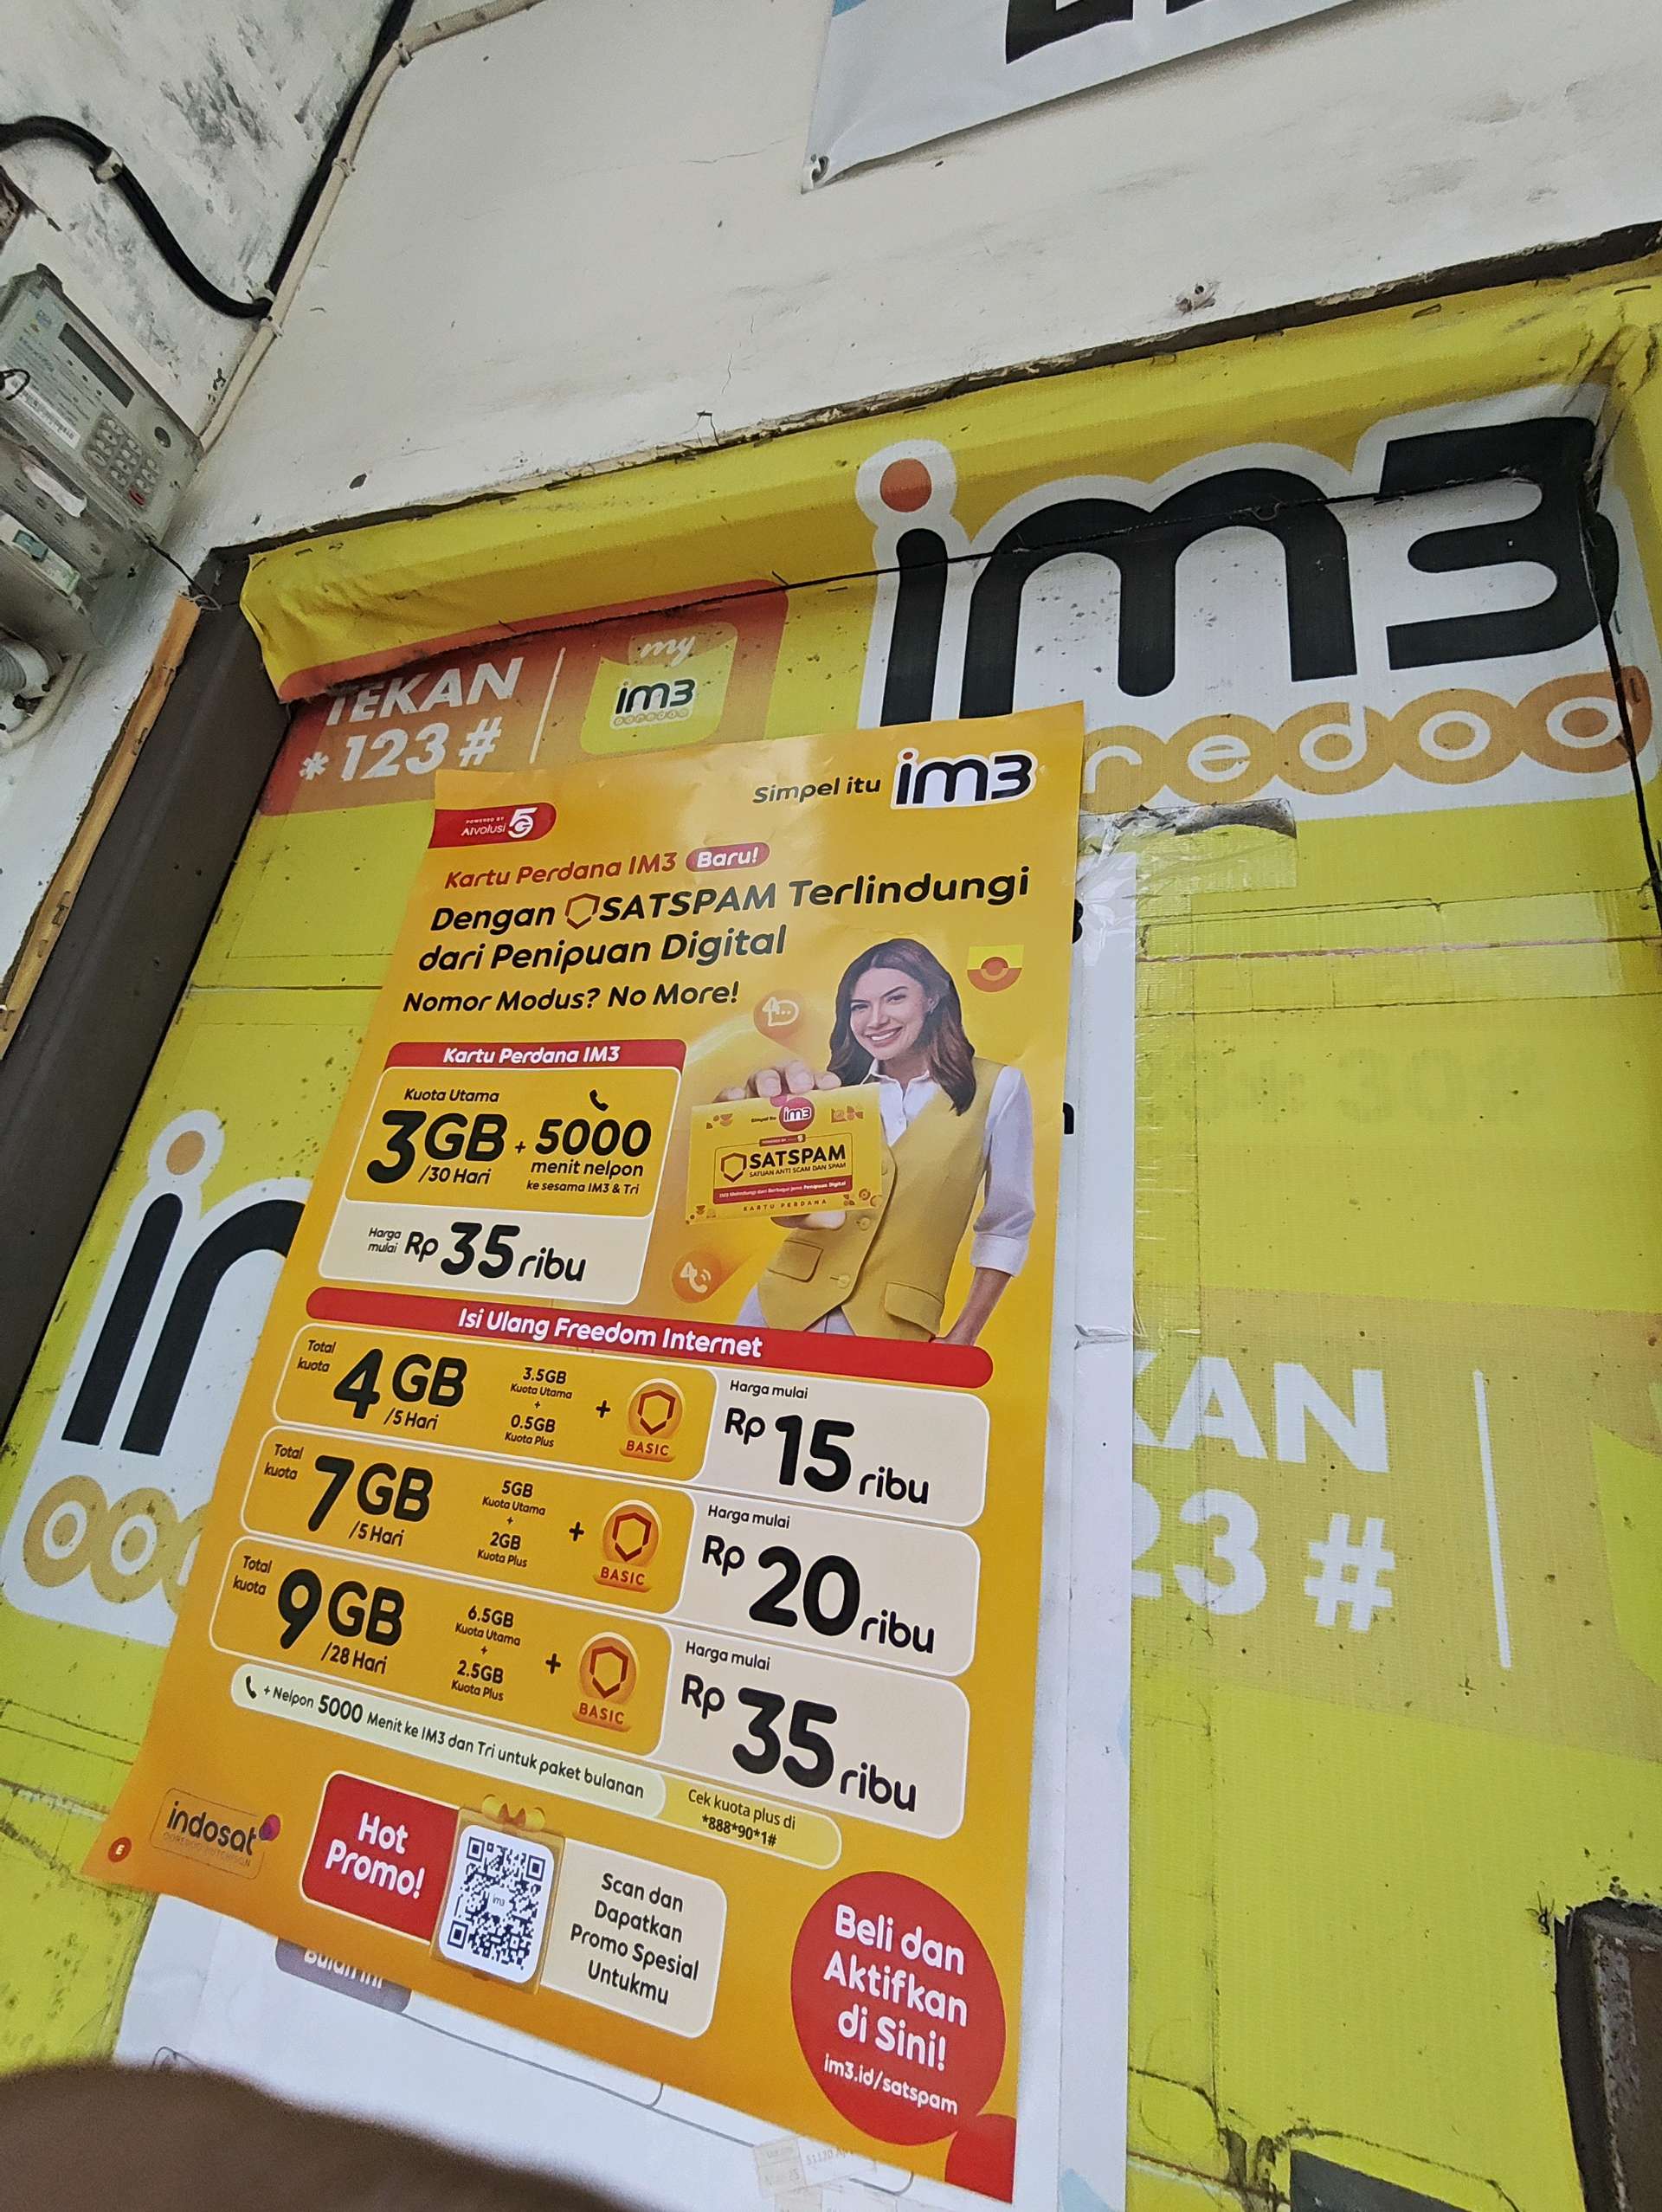 TEKAN
*123#
my
im3
ooredoo
im3
redoo
Simpel itu im3
POWERED BY
AIvolusi 5G
Kartu Perdana IM3 Baru!
Dengan SATSPAM Terlindungi
dari Penipuan Digital
Nomor Modus? No More!
Kartu Perdana IM3
Kuota Utama
3GB
/30 Hari
+ 5000
menit nelpon
ke sesama IM3 & Tri
Harga
mulai Rp 35 ribu
Simpel itu im3
SATSPAM
SATUAN ANTI SCAM DAN SPAM
KARTU PERDANA
Isi Ulang Freedom Internet
Total
kuota 4GB
/5 Hari
3.5GB
Kuota Utama
+
0.5GB
Kuota Plus
+
BASIC
Harga mulai
Rp 15 ribu
Total
kuota 7GB
/5 Hari
5GB
Kuota Utama
+
2GB
Kuota Plus
+
BASIC
Harga mulai
Rp 20 ribu
Total
kuota 9GB
/28 Hari
6.5GB
Kuota Utama
+
2.5GB
Kuota Plus
+
BASIC
Harga mulai
Rp 35 ribu
+ Nelpon 5000 Menit ke IM3 dan Tri untuk paket bulanan
Cek kuota plus di
*888*90*1#
indosat
OOREDOO HUTCHISON
E
Hot
Promo!
im3
Scan dan
Dapatkan
Promo Spesial
Untukmu
Beli dan
Aktifkan
di Sini!
im3.id/satspam
KAN
23#
Bulan ini